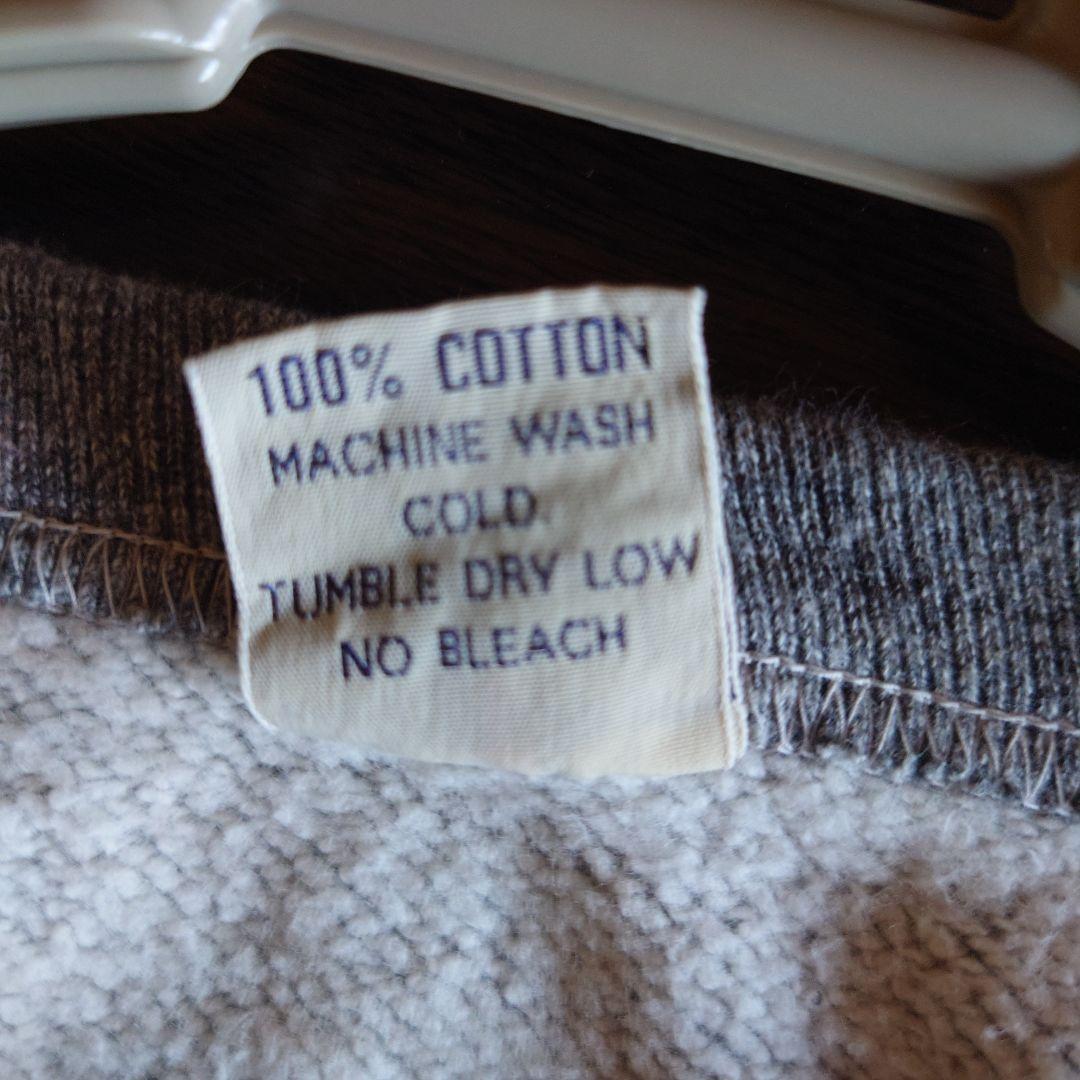 100% COTTON
MACHINE WASH
COLD.
TUMBLE DRY LOW
NO BLEACH